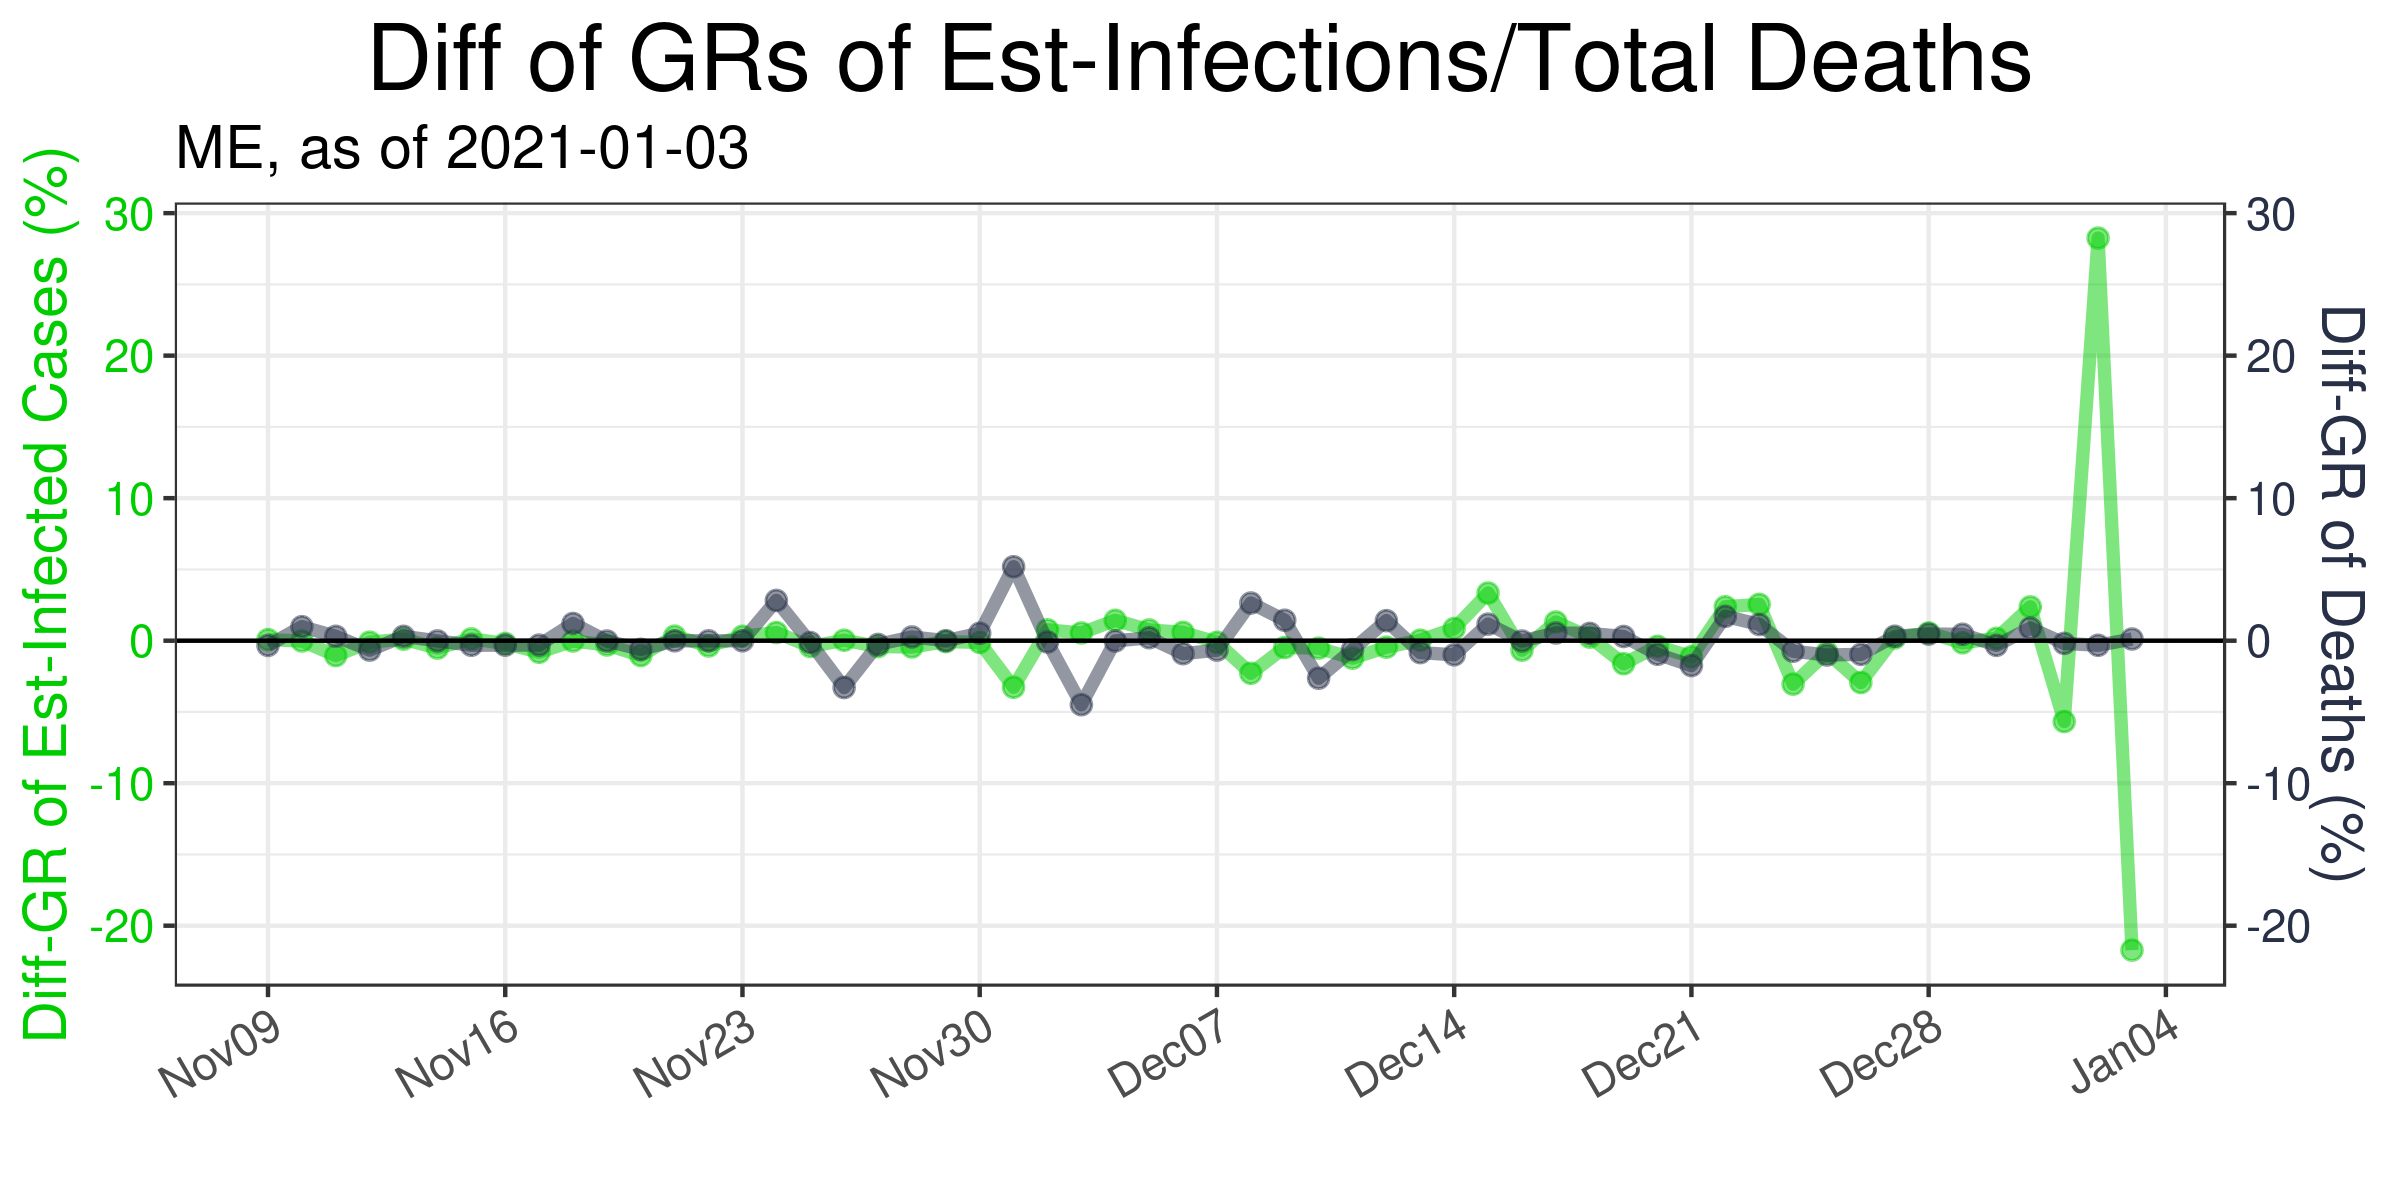 Diff of GRs of Est-Infections/Total Deaths
ME, as of 2021-01-03
Diff-GR of Est-Infected Cases (%)
30
20
10
0
-10
-20
30
20
10
0
-10
-20
Diff-GR of Deaths (%)
Nov09
Nov16
Nov23
Nov30
Dec07
Dec14
Dec21
Dec28
Jan04